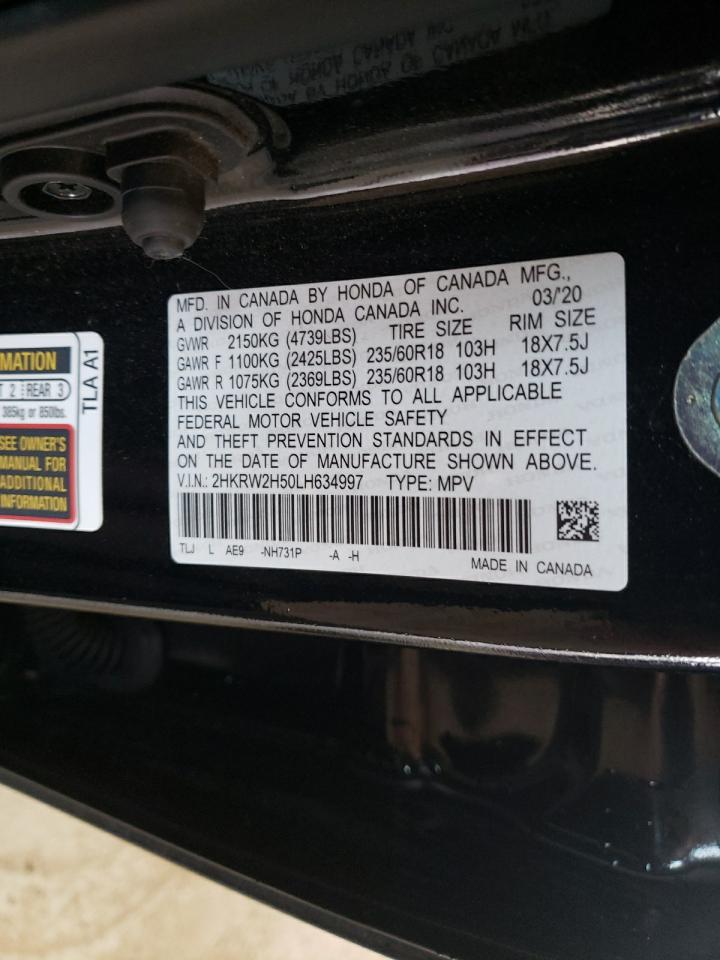 MFD. IN CANADA BY HONDA OF CANADA MFG.,
A DIVISION OF HONDA CANADA INC. 03/'20
GVWR 2150KG (4739LBS) TIRE SIZE RIM SIZE
GAWR F 1100KG (2425LBS) 235/60R18 103H 18X7.5J
GAWR R 1075KG (2369LBS) 235/60R18 103H 18X7.5J
THIS VEHICLE CONFORMS TO ALL APPLICABLE
FEDERAL MOTOR VEHICLE SAFETY
AND THEFT PREVENTION STANDARDS IN EFFECT
ON THE DATE OF MANUFACTURE SHOWN ABOVE.
V.I.N.: 2HKRW2H50LH634997 TYPE: MPV
TLJ L AE9 -NH731P -A -H
MADE IN CANADA
MATION
2 REAR 3
385kg or 850lbs.
SEE OWNER'S
MANUAL FOR
ADDITIONAL
INFORMATION
TLA A1